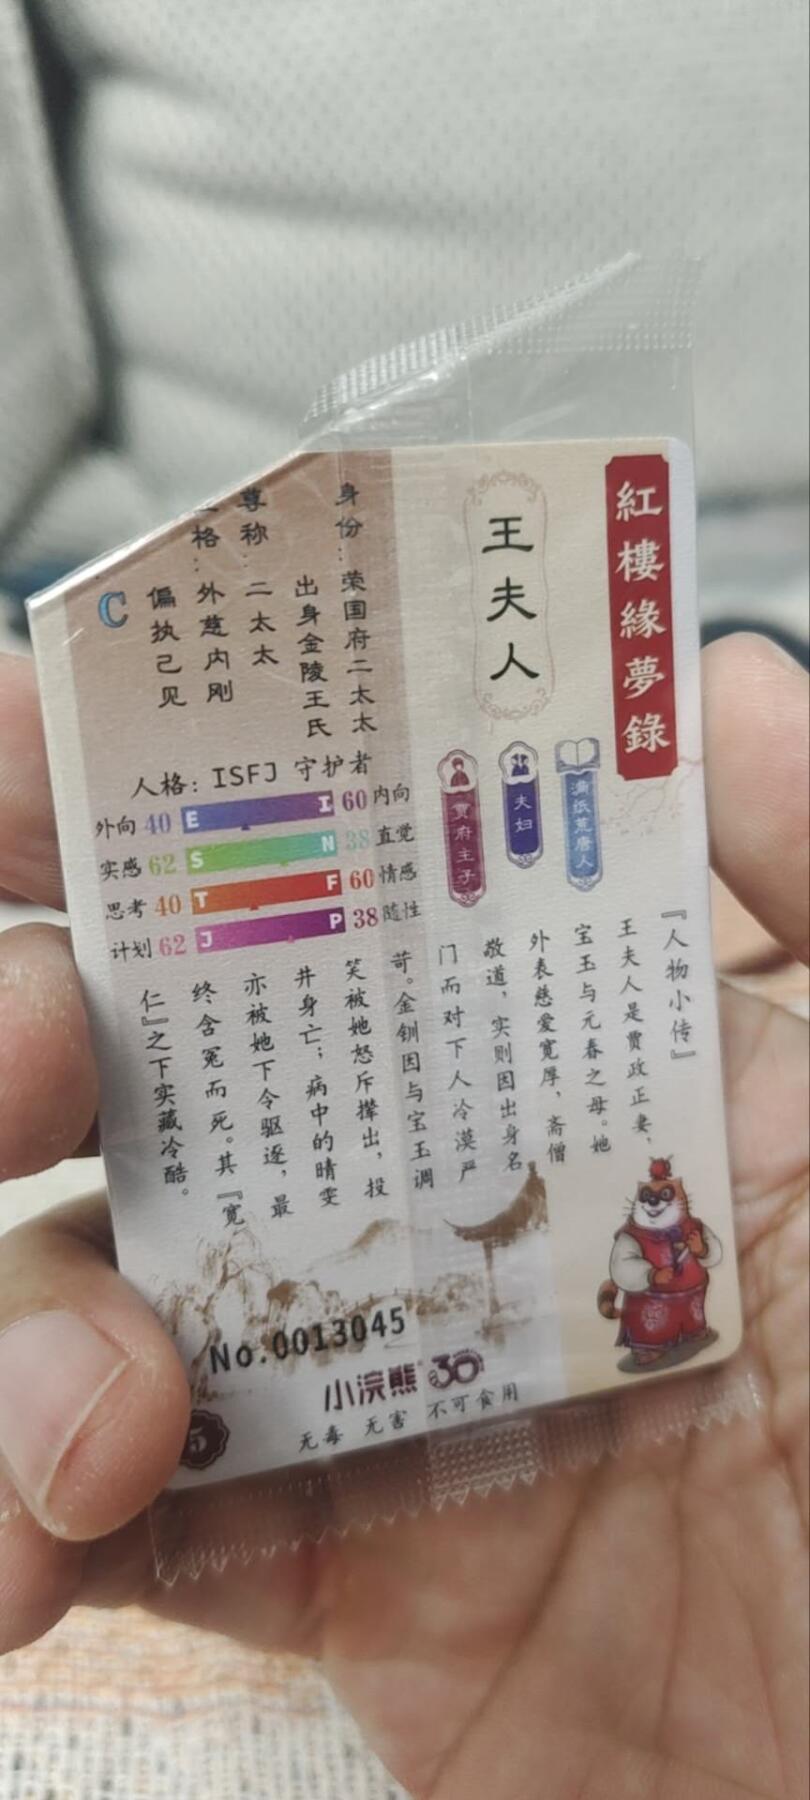 紅樓緣夢錄
王夫人
满纸荒唐人
夫妇
贾府主子
身份：荣国府二太太
出身金陵王氏
尊称：二太太
格：外慈内刚
偏执己见
C
人格：ISFJ 守护者
外向 40 E I 60 内向
实感 62 S N 38 直觉
思考 40 T F 60 情感
计划 62 J P 38 随性
『人物小传』
王夫人是贾政正妻，
宝玉与元春之母。她
外表慈爱宽厚，斋僧
敬道，实则因出身名
门而对下人冷漠严
苛。金钏因与宝玉调
笑被她怒斥撵出，投
井身亡；病中的晴雯
亦被她下令驱逐，最
终含冤而死。其『宽
仁』之下实藏冷酷。
No.0013045
小浣熊 30
无毒 无害 不可食用
5